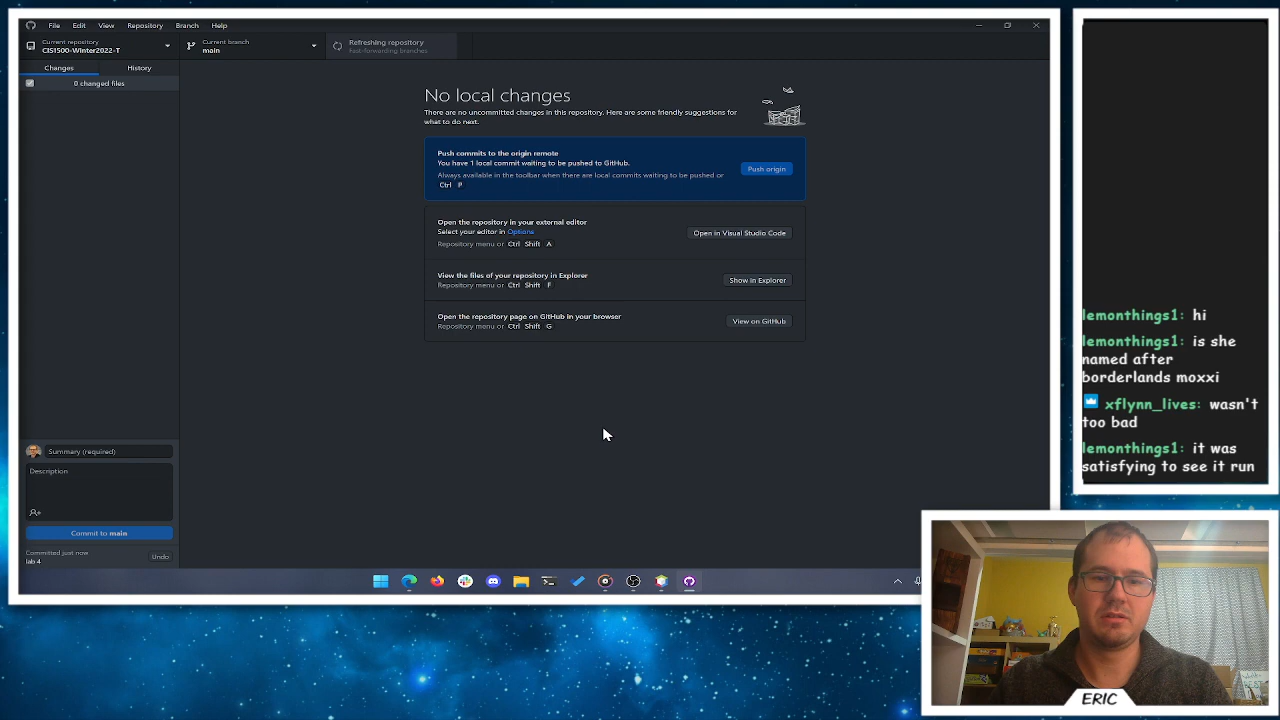 File Edit View Repository Branch Help
Current repository
CIS1500-Winter2022-T
Current branch
main
Refreshing repository
Fast-forwarding branches
Changes
History
0 changed files
No local changes
There are no uncommitted changes in this repository. Here are some friendly suggestions for
what to do next.
Push commits to the origin remote
You have 1 local commit waiting to be pushed to GitHub.
Always available in the toolbar when there are local commits waiting to be pushed or
Ctrl P
Push origin
Open the repository in your external editor
Select your editor in Options
Repository menu or Ctrl Shift A
Open in Visual Studio Code
View the files of your repository in Explorer
Repository menu or Ctrl Shift F
Show in Explorer
Open the repository page on GitHub in your browser
Repository menu or Ctrl Shift G
View on GitHub
Summary (required)
Description
Commit to main
Committed just now
lab 4
Undo
lemonthings1: hi
lemonthings1: is she
named after
borderlands moxxi
xflynn_lives: wasn't
too bad
lemonthings1: it was
satisfying to see it run
ERIC